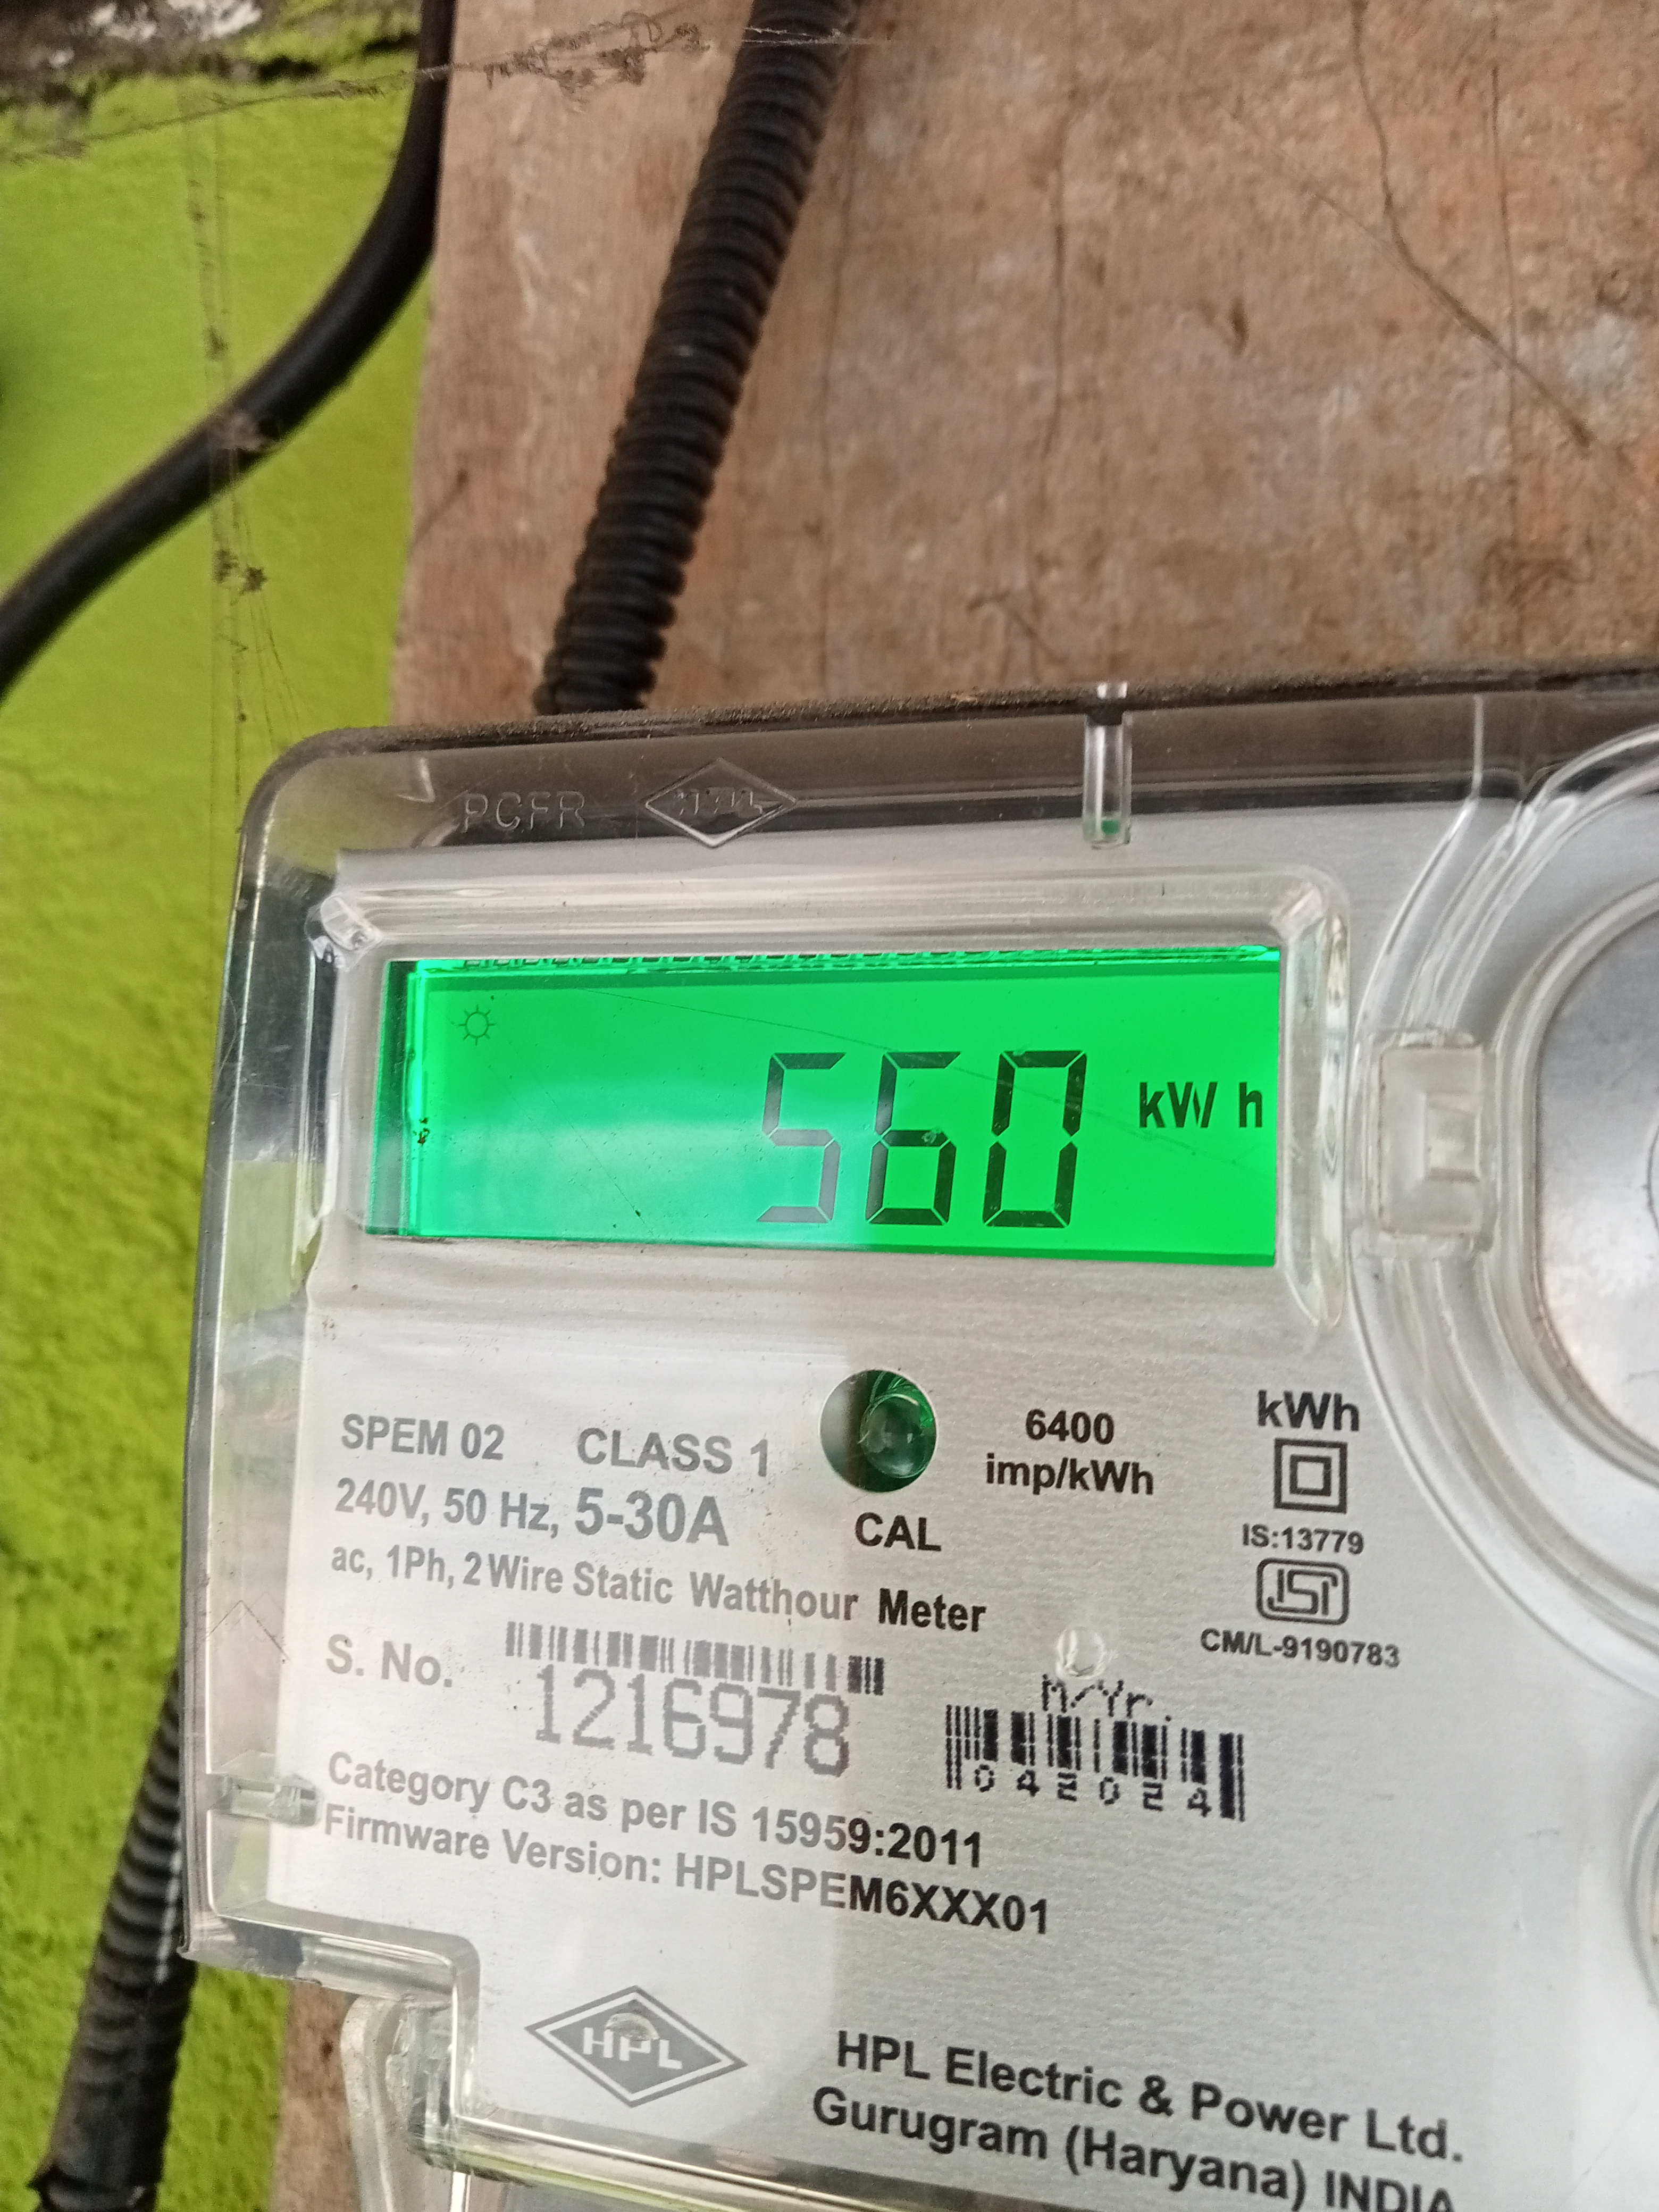 PCFR HPL
560 kWh
SPEM 02 CLASS 1
240V, 50 Hz, 5-30A
ac, 1Ph, 2 Wire Static Watthour Meter
CAL
6400
imp/kWh
kWh
IS:13779
ISI
CM/L-9190783
S. No. 1216978
M/Yr.
042024
Category C3 as per IS 15959:2011
Firmware Version: HPLSPEM6XXX01
HPL
HPL Electric & Power Ltd.
Gurugram (Haryana) INDIA